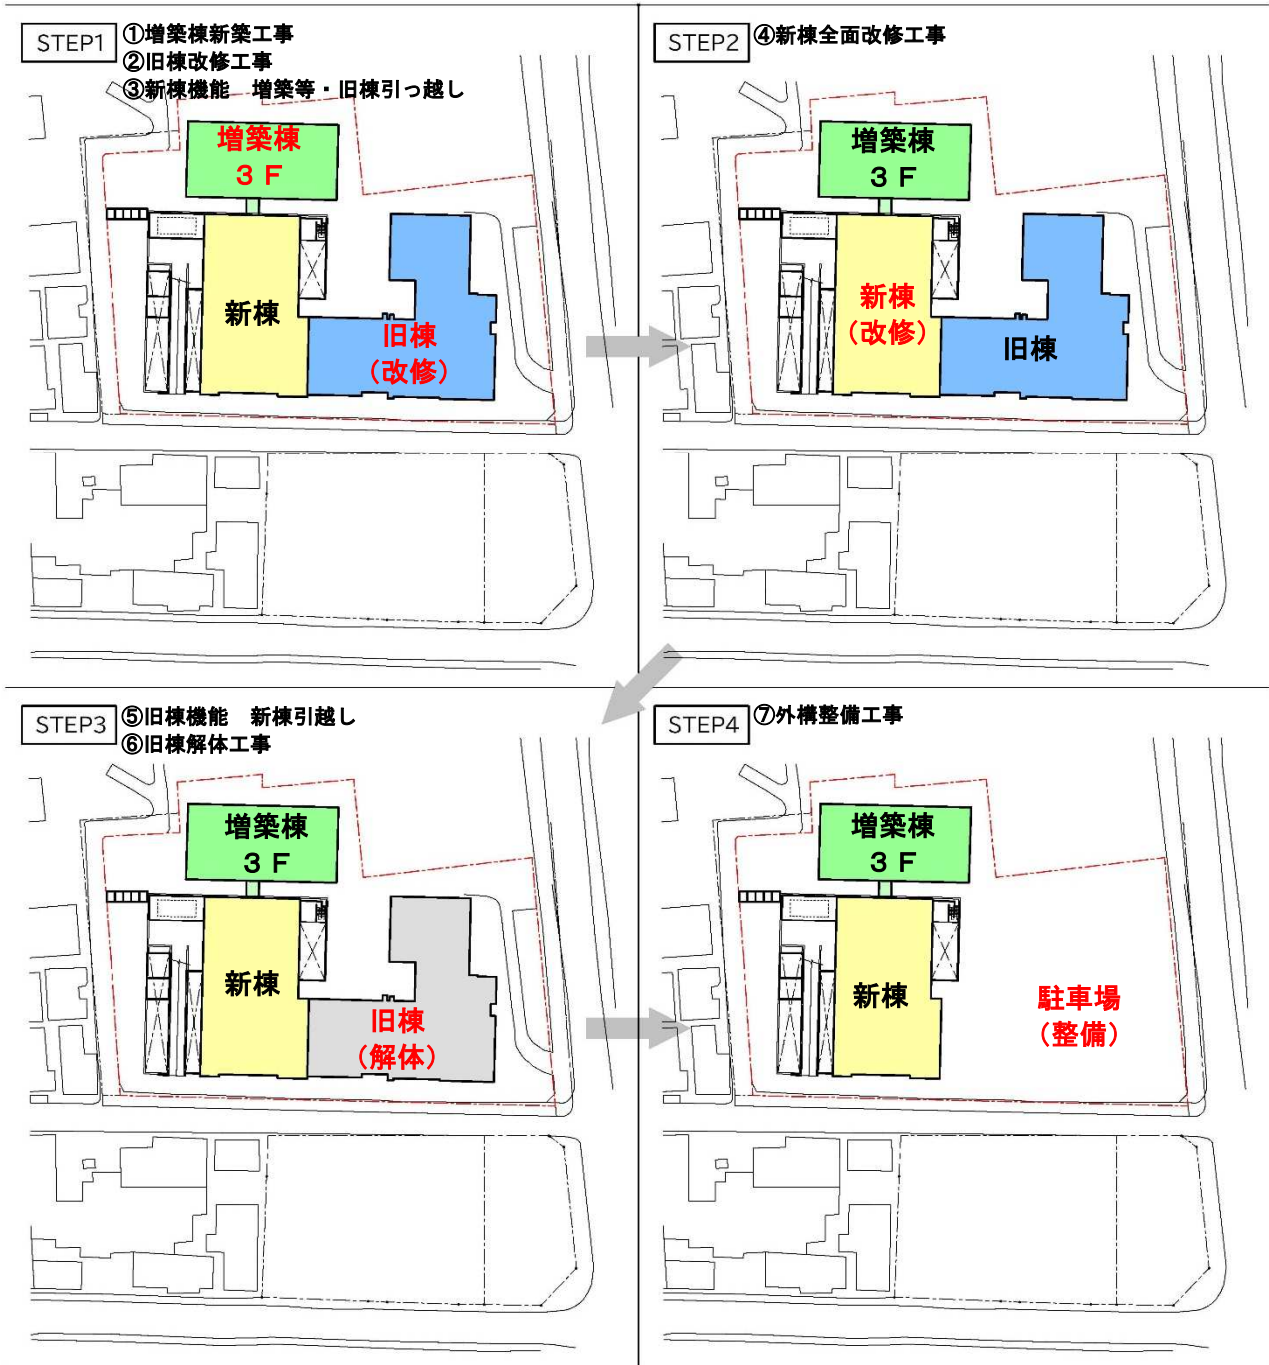 STEP1
①増築棟新築工事
②旧棟改修工事
③新棟機能　増築等・旧棟引っ越し
増築棟
３Ｆ
新棟
旧棟
（改修）
STEP2
④新棟全面改修工事
増築棟
３Ｆ
新棟
（改修）
旧棟
STEP3
⑤旧棟機能　新棟引越し
⑥旧棟解体工事
増築棟
３Ｆ
新棟
旧棟
（解体）
STEP4
⑦外構整備工事
増築棟
３Ｆ
新棟
駐車場
（整備）